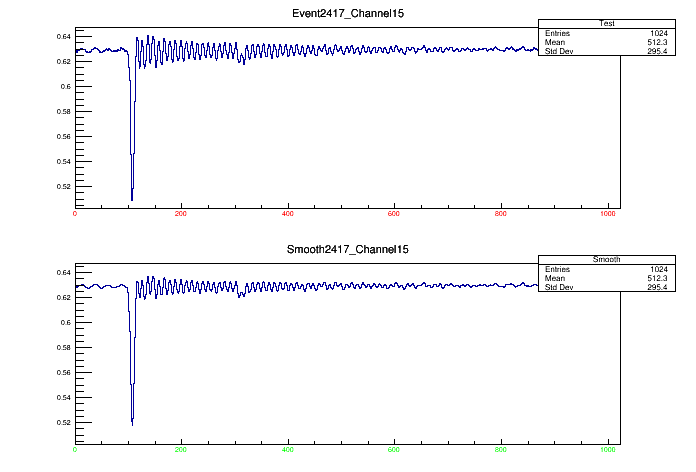 Event2417_Channel15
Test
Entries 1024
Mean 512.3
Std Dev 295.4
0.64
0.62
0.6
0.58
0.56
0.54
0.52
0 200 400 600 800 1000
Smooth2417_Channel15
Smooth
Entries 1024
Mean 512.3
Std Dev 295.4
0.64
0.62
0.6
0.58
0.56
0.54
0.52
0 200 400 600 800 1000